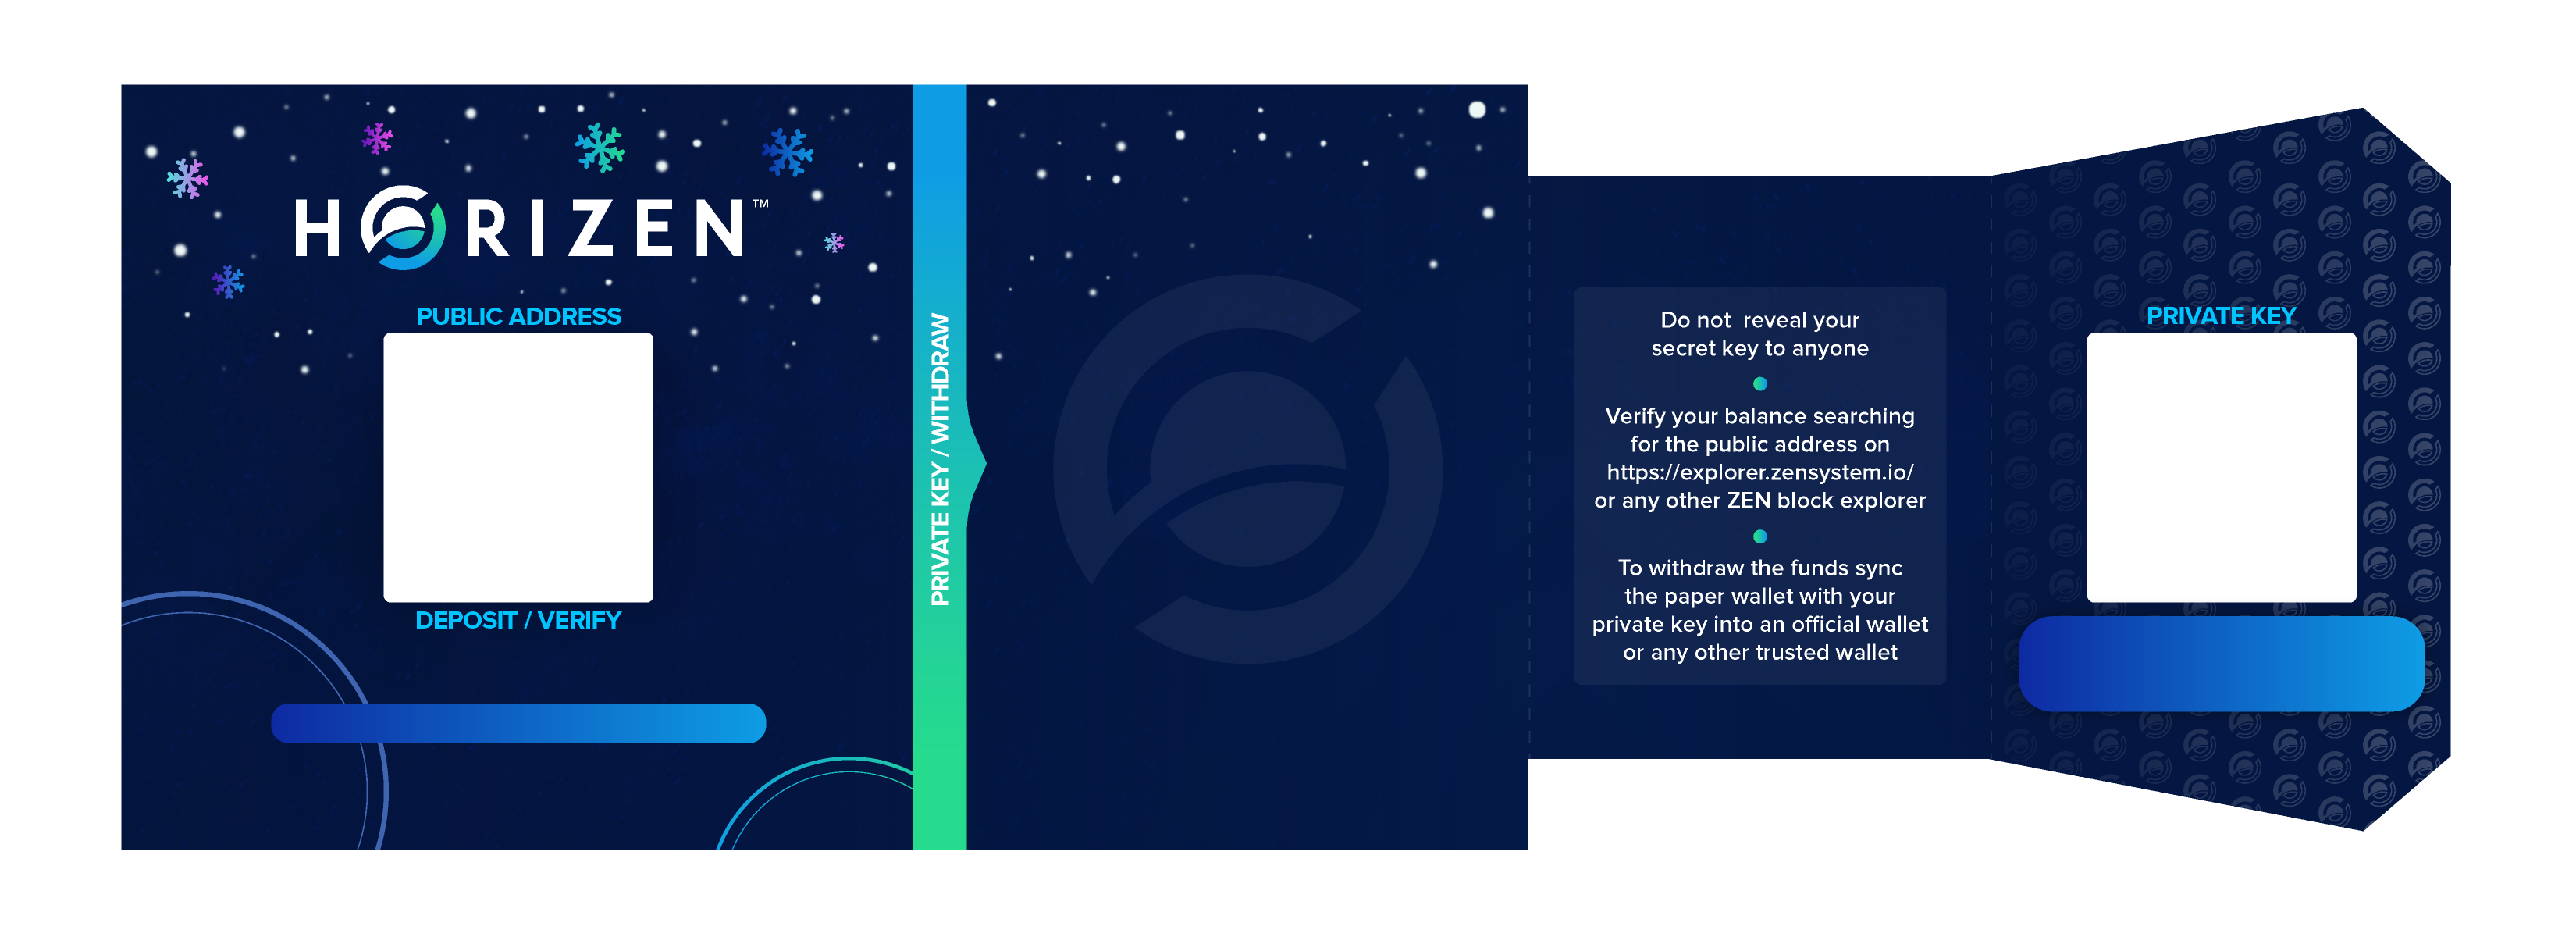 HORIZEN™
PUBLIC ADDRESS
DEPOSIT / VERIFY
PRIVATE KEY / WITHDRAW
Do not reveal your
secret key to anyone
Verify your balance searching
for the public address on
https://explorer.zensystem.io/
or any other ZEN block explorer
To withdraw the funds sync
the paper wallet with your
private key into an official wallet
or any other trusted wallet
PRIVATE KEY